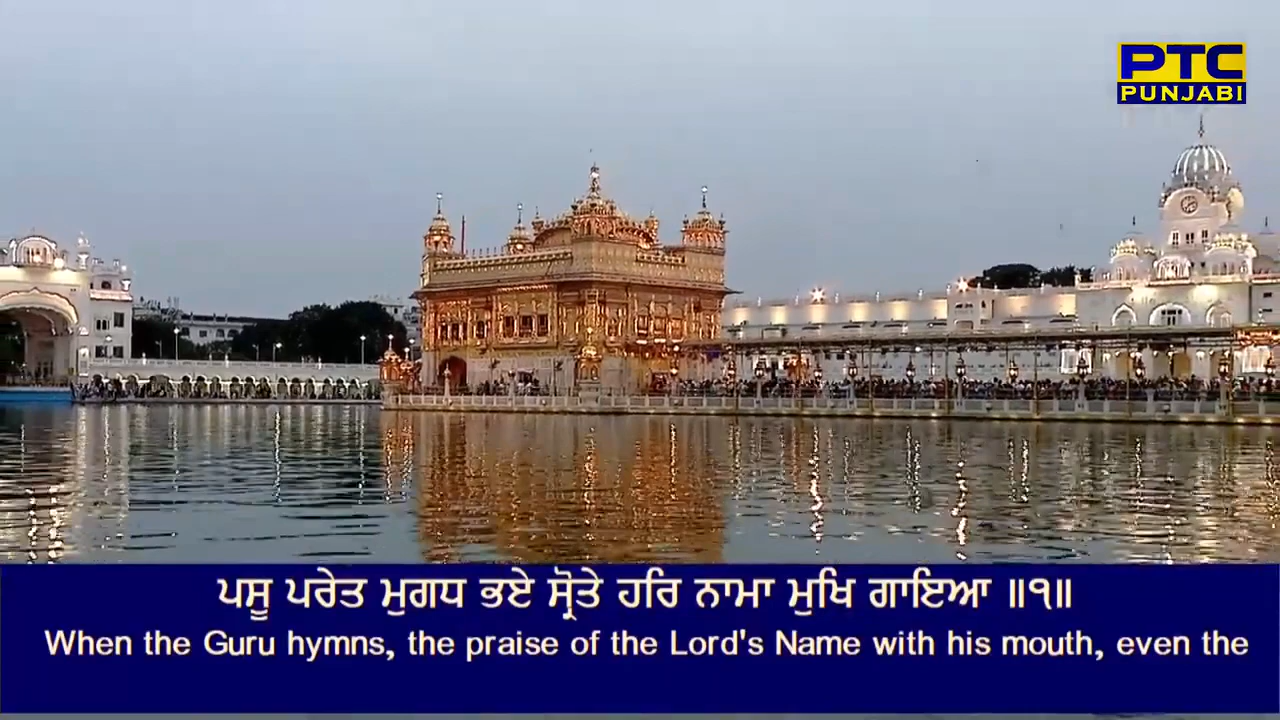 PTC
PUNJABI
ਪਸੂ ਪਰੇਤ ਮੁਗਧ ਭਏ ਸ੍ਰੋਤੇ ਹਰਿ ਨਾਮਾ ਮੁਖਿ ਗਾਇਆ ॥੧॥
When the Guru hymns, the praise of the Lord's Name with his mouth, even the